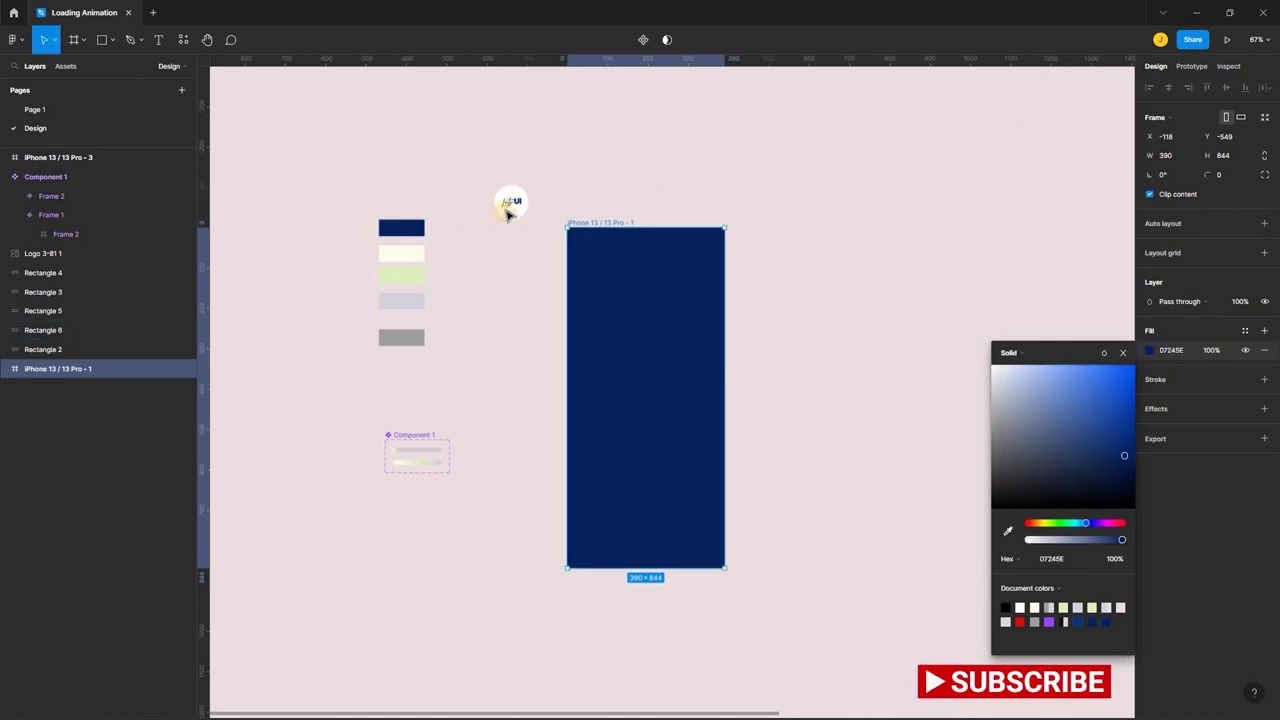 Loading Animation
Share
67%
Layers
Assets
Design
Design
Prototype
Inspect
Pages
Page 1
Design
iPhone 13 / 13 Pro - 3
Component 1
Frame 2
Frame 1
Frame 2
Logo 3-01 1
Rectangle 4
Rectangle 3
Rectangle 5
Rectangle 6
Rectangle 2
iPhone 13 / 13 Pro - 1
UI
iPhone 13 / 13 Pro - 1
Component 1
390 × 844
Frame
X -118 Y -549
W 390 H 844
0° 0
Clip content
Auto layout
Layout grid
Layer
Pass through 100%
Fill
07245E 100%
Stroke
Effects
Export
Solid
Hex 07245E 100%
Document colors
SUBSCRIBE